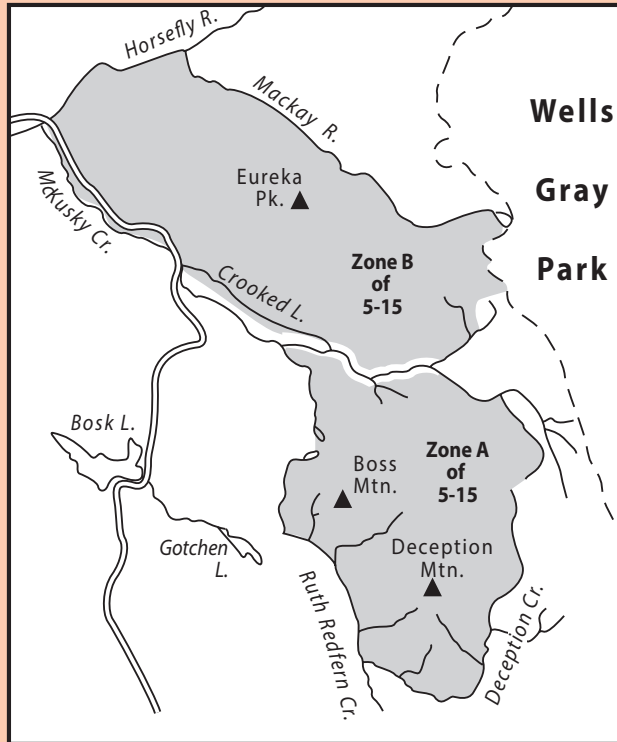 Horsefly R.
Mackay R.
Wells
Gray
Park
Eureka
Pk.
McKusky Cr.
Zone B
of
5-15
Crooked L.
Bosk L.
Boss
Mtn.
Zone A
of
5-15
Gotchen
L.
Deception
Mtn.
Ruth Redfern Cr.
Deception Cr.